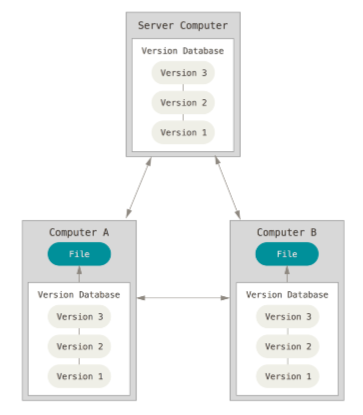 Server Computer
Version Database
Version 3
Version 2
Version 1
Computer A
File
Version Database
Version 3
Version 2
Version 1
Computer B
File
Version Database
Version 3
Version 2
Version 1